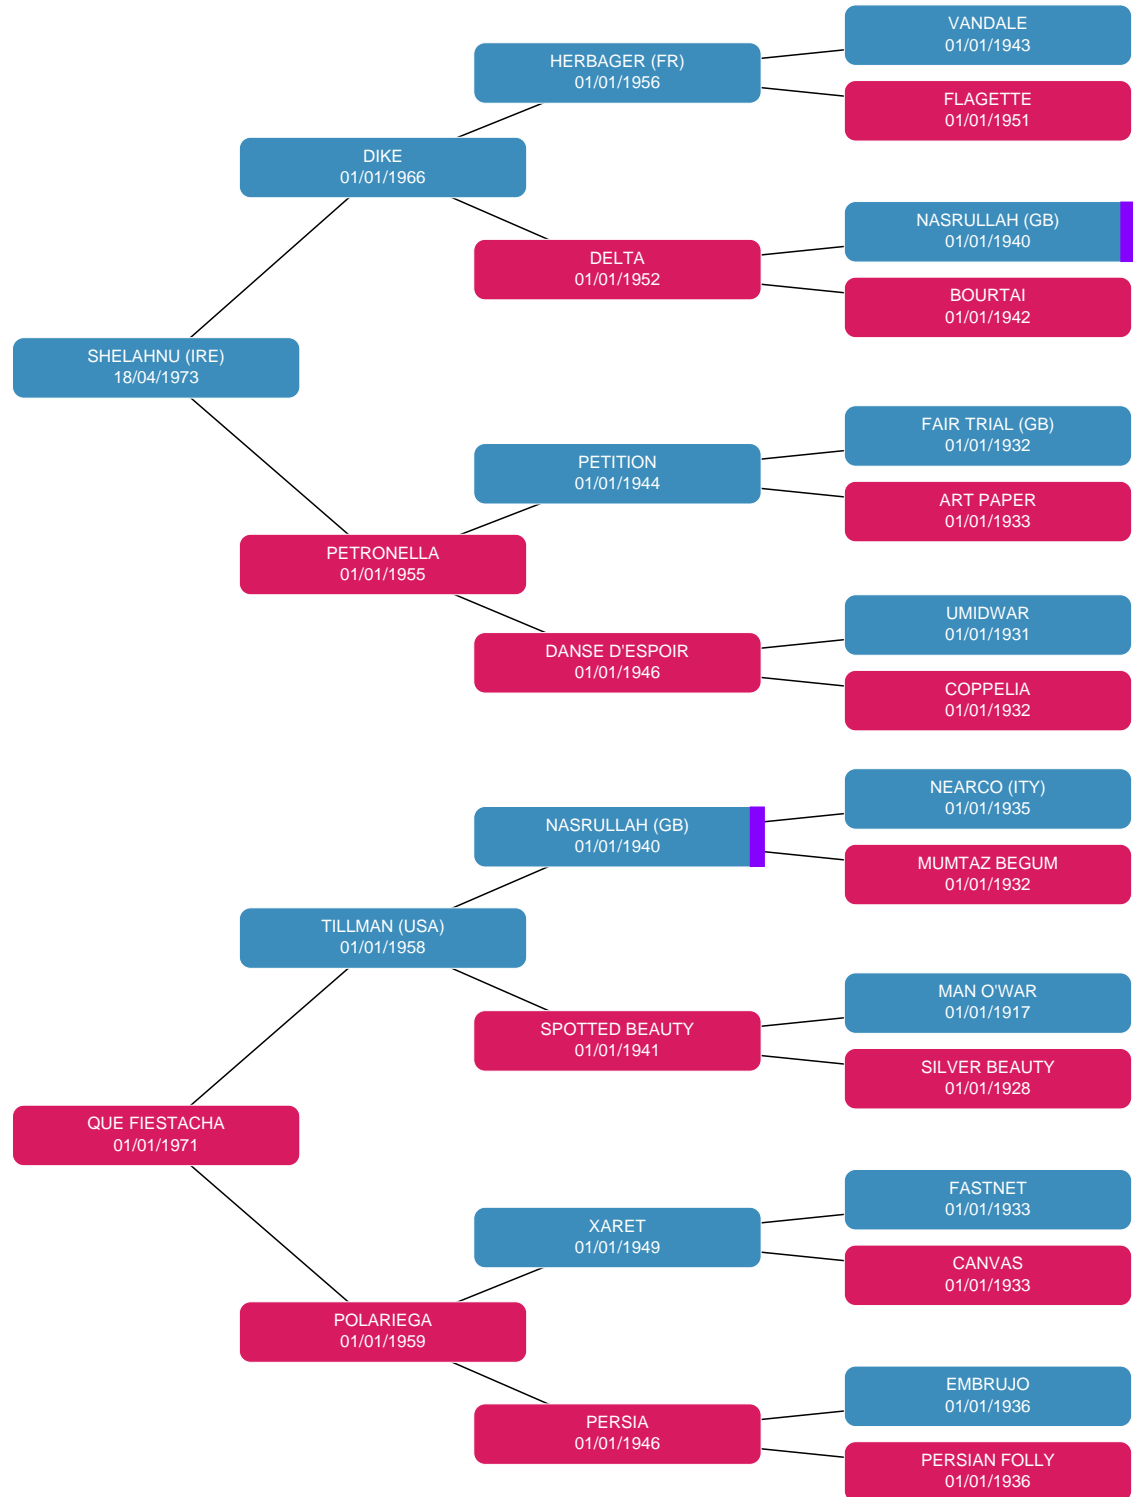 VANDALE
01/01/1943
HERBAGER (FR)
01/01/1956
FLAGETTE
01/01/1951
DIKE
01/01/1966
NASRULLAH (GB)
01/01/1940
DELTA
01/01/1952
BOURTAI
01/01/1942
SHELAHNU (IRE)
18/04/1973
FAIR TRIAL (GB)
01/01/1932
PETITION
01/01/1944
ART PAPER
01/01/1933
PETRONELLA
01/01/1955
UMIDWAR
01/01/1931
DANSE D'ESPOIR
01/01/1946
COPPELIA
01/01/1932
NEARCO (ITY)
01/01/1935
NASRULLAH (GB)
01/01/1940
MUMTAZ BEGUM
01/01/1932
TILLMAN (USA)
01/01/1958
MAN O'WAR
01/01/1917
SPOTTED BEAUTY
01/01/1941
SILVER BEAUTY
01/01/1928
QUE FIESTACHA
01/01/1971
FASTNET
01/01/1933
XARET
01/01/1949
CANVAS
01/01/1933
POLARIEGA
01/01/1959
EMBRUJO
01/01/1936
PERSIA
01/01/1946
PERSIAN FOLLY
01/01/1936